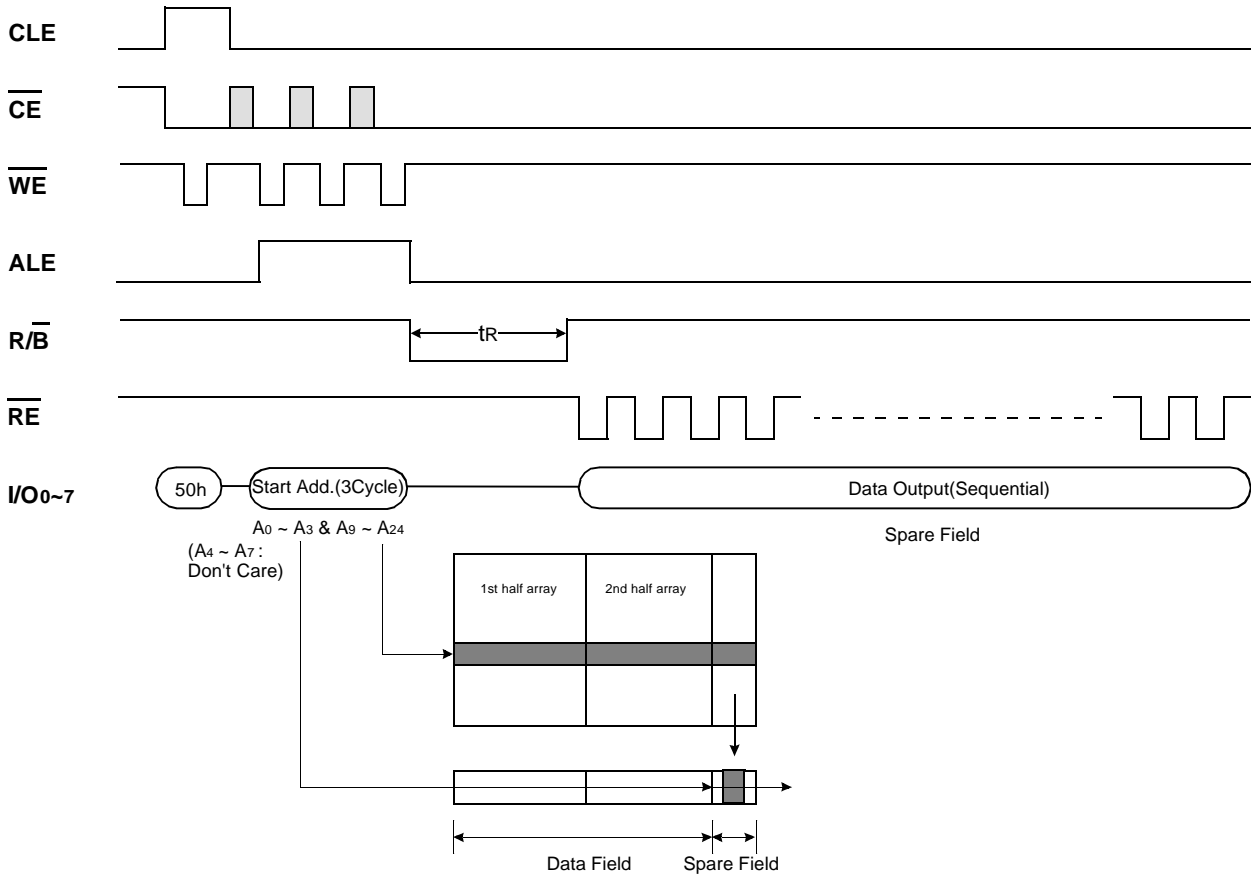 CLE
CE
WE
ALE
R/B
tR
RE
I/O0~7
50h
Start Add.(3Cycle)
Data Output(Sequential)
A0 ~ A3 & A9 ~ A24
Spare Field
(A4 ~ A7 :
Don't Care)
1st half array
2nd half array
Data Field
Spare Field